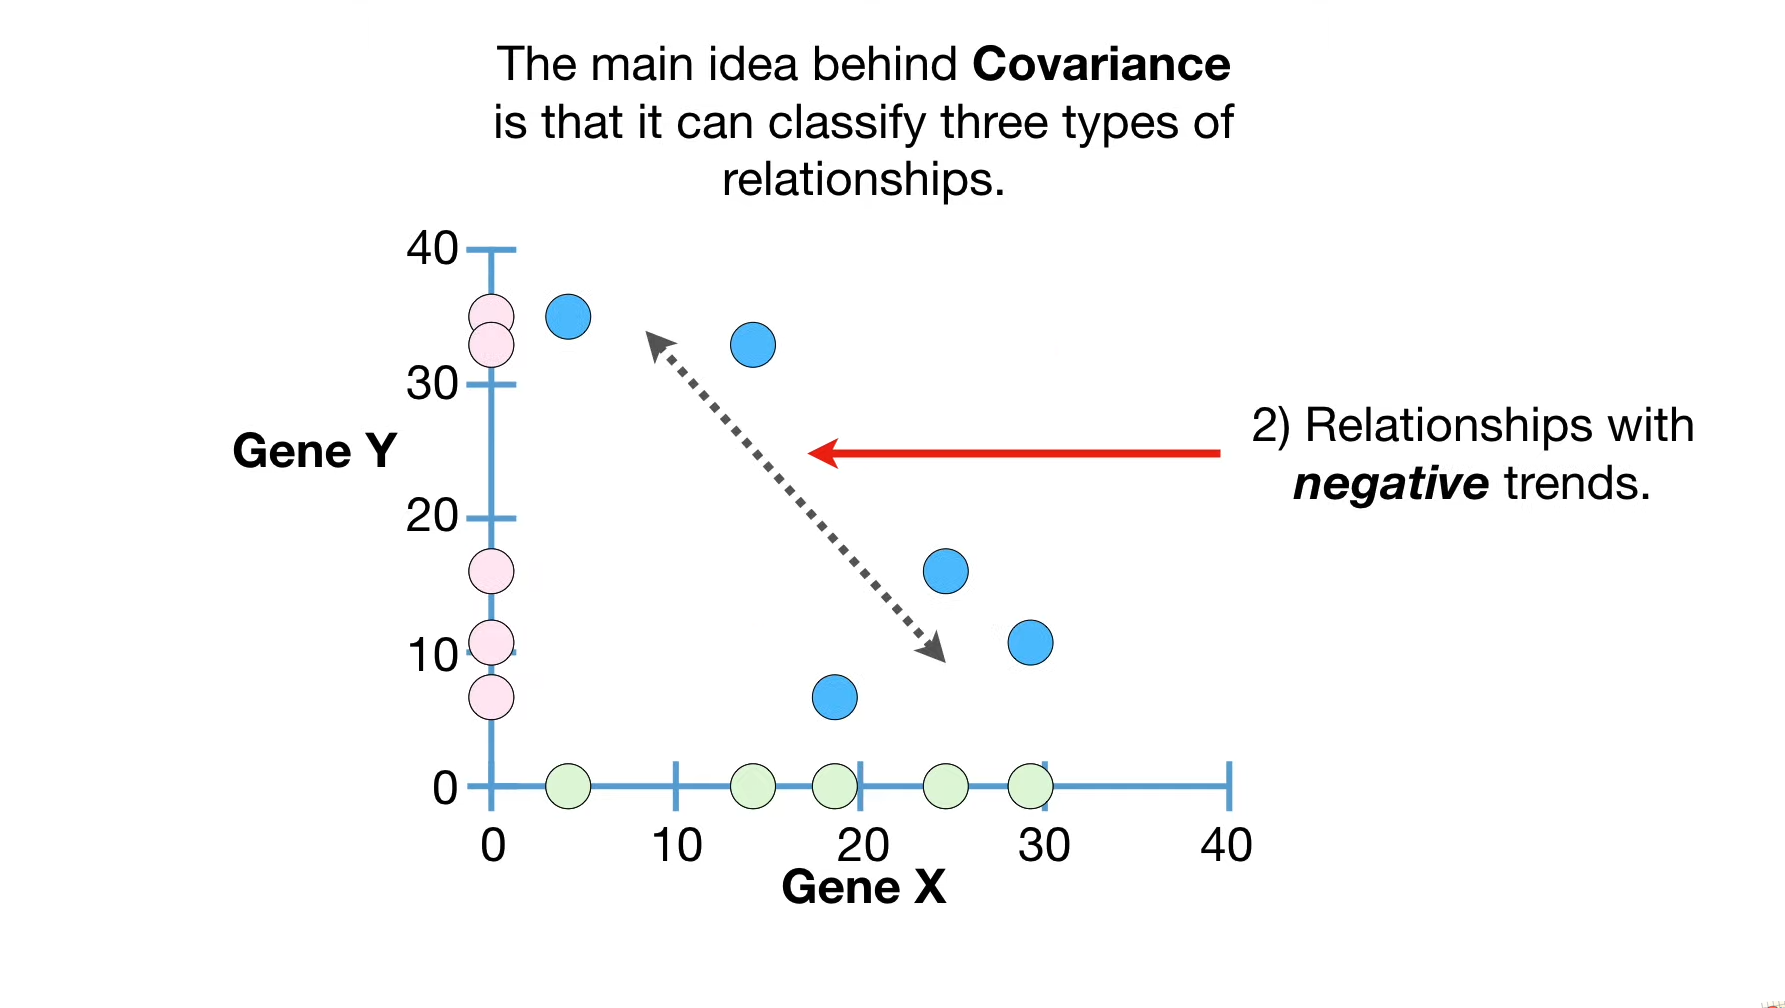 The main idea behind Covariance
is that it can classify three types of
relationships.
40
30
Gene Y
20
10
0
2) Relationships with
negative trends.
0 10 20 30 40
Gene X